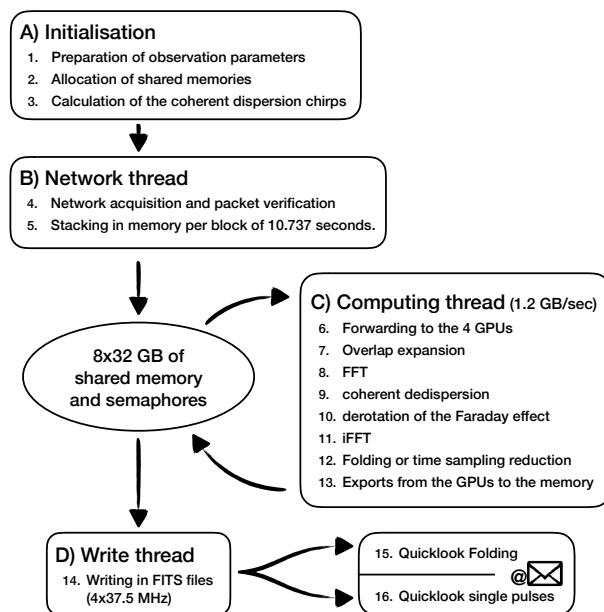 A) Initialisation
1. Preparation of observation parameters
2. Allocation of shared memories
3. Calculation of the coherent dispersion chirps
B) Network thread
4. Network acquisition and packet verification
5. Stacking in memory per block of 10.737 seconds.
8x32 GB of
shared memory
and semaphores
C) Computing thread (1.2 GB/sec)
6. Forwarding to the 4 GPUs
7. Overlap expansion
8. FFT
9. coherent dedispersion
10. derotation of the Faraday effect
11. iFFT
12. Folding or time sampling reduction
13. Exports from the GPUs to the memory
D) Write thread
14. Writing in FITS files
(4x37.5 MHz)
15. Quicklook Folding
@
16. Quicklook single pulses